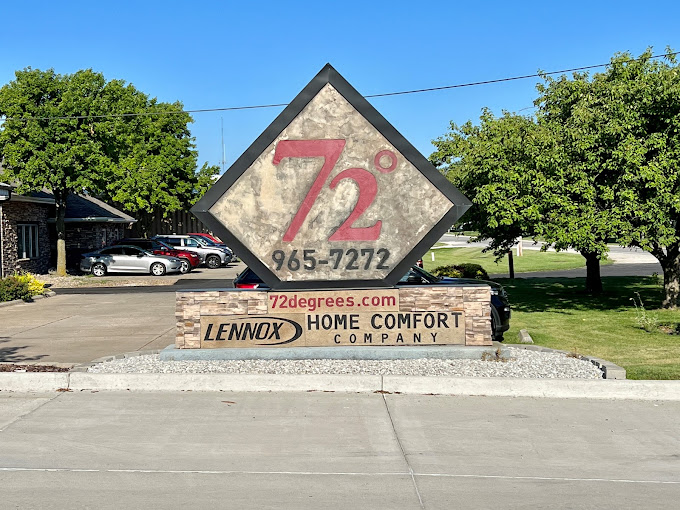 72°
965-7272
72degrees.com
LENNOX HOME COMFORT
COMPANY